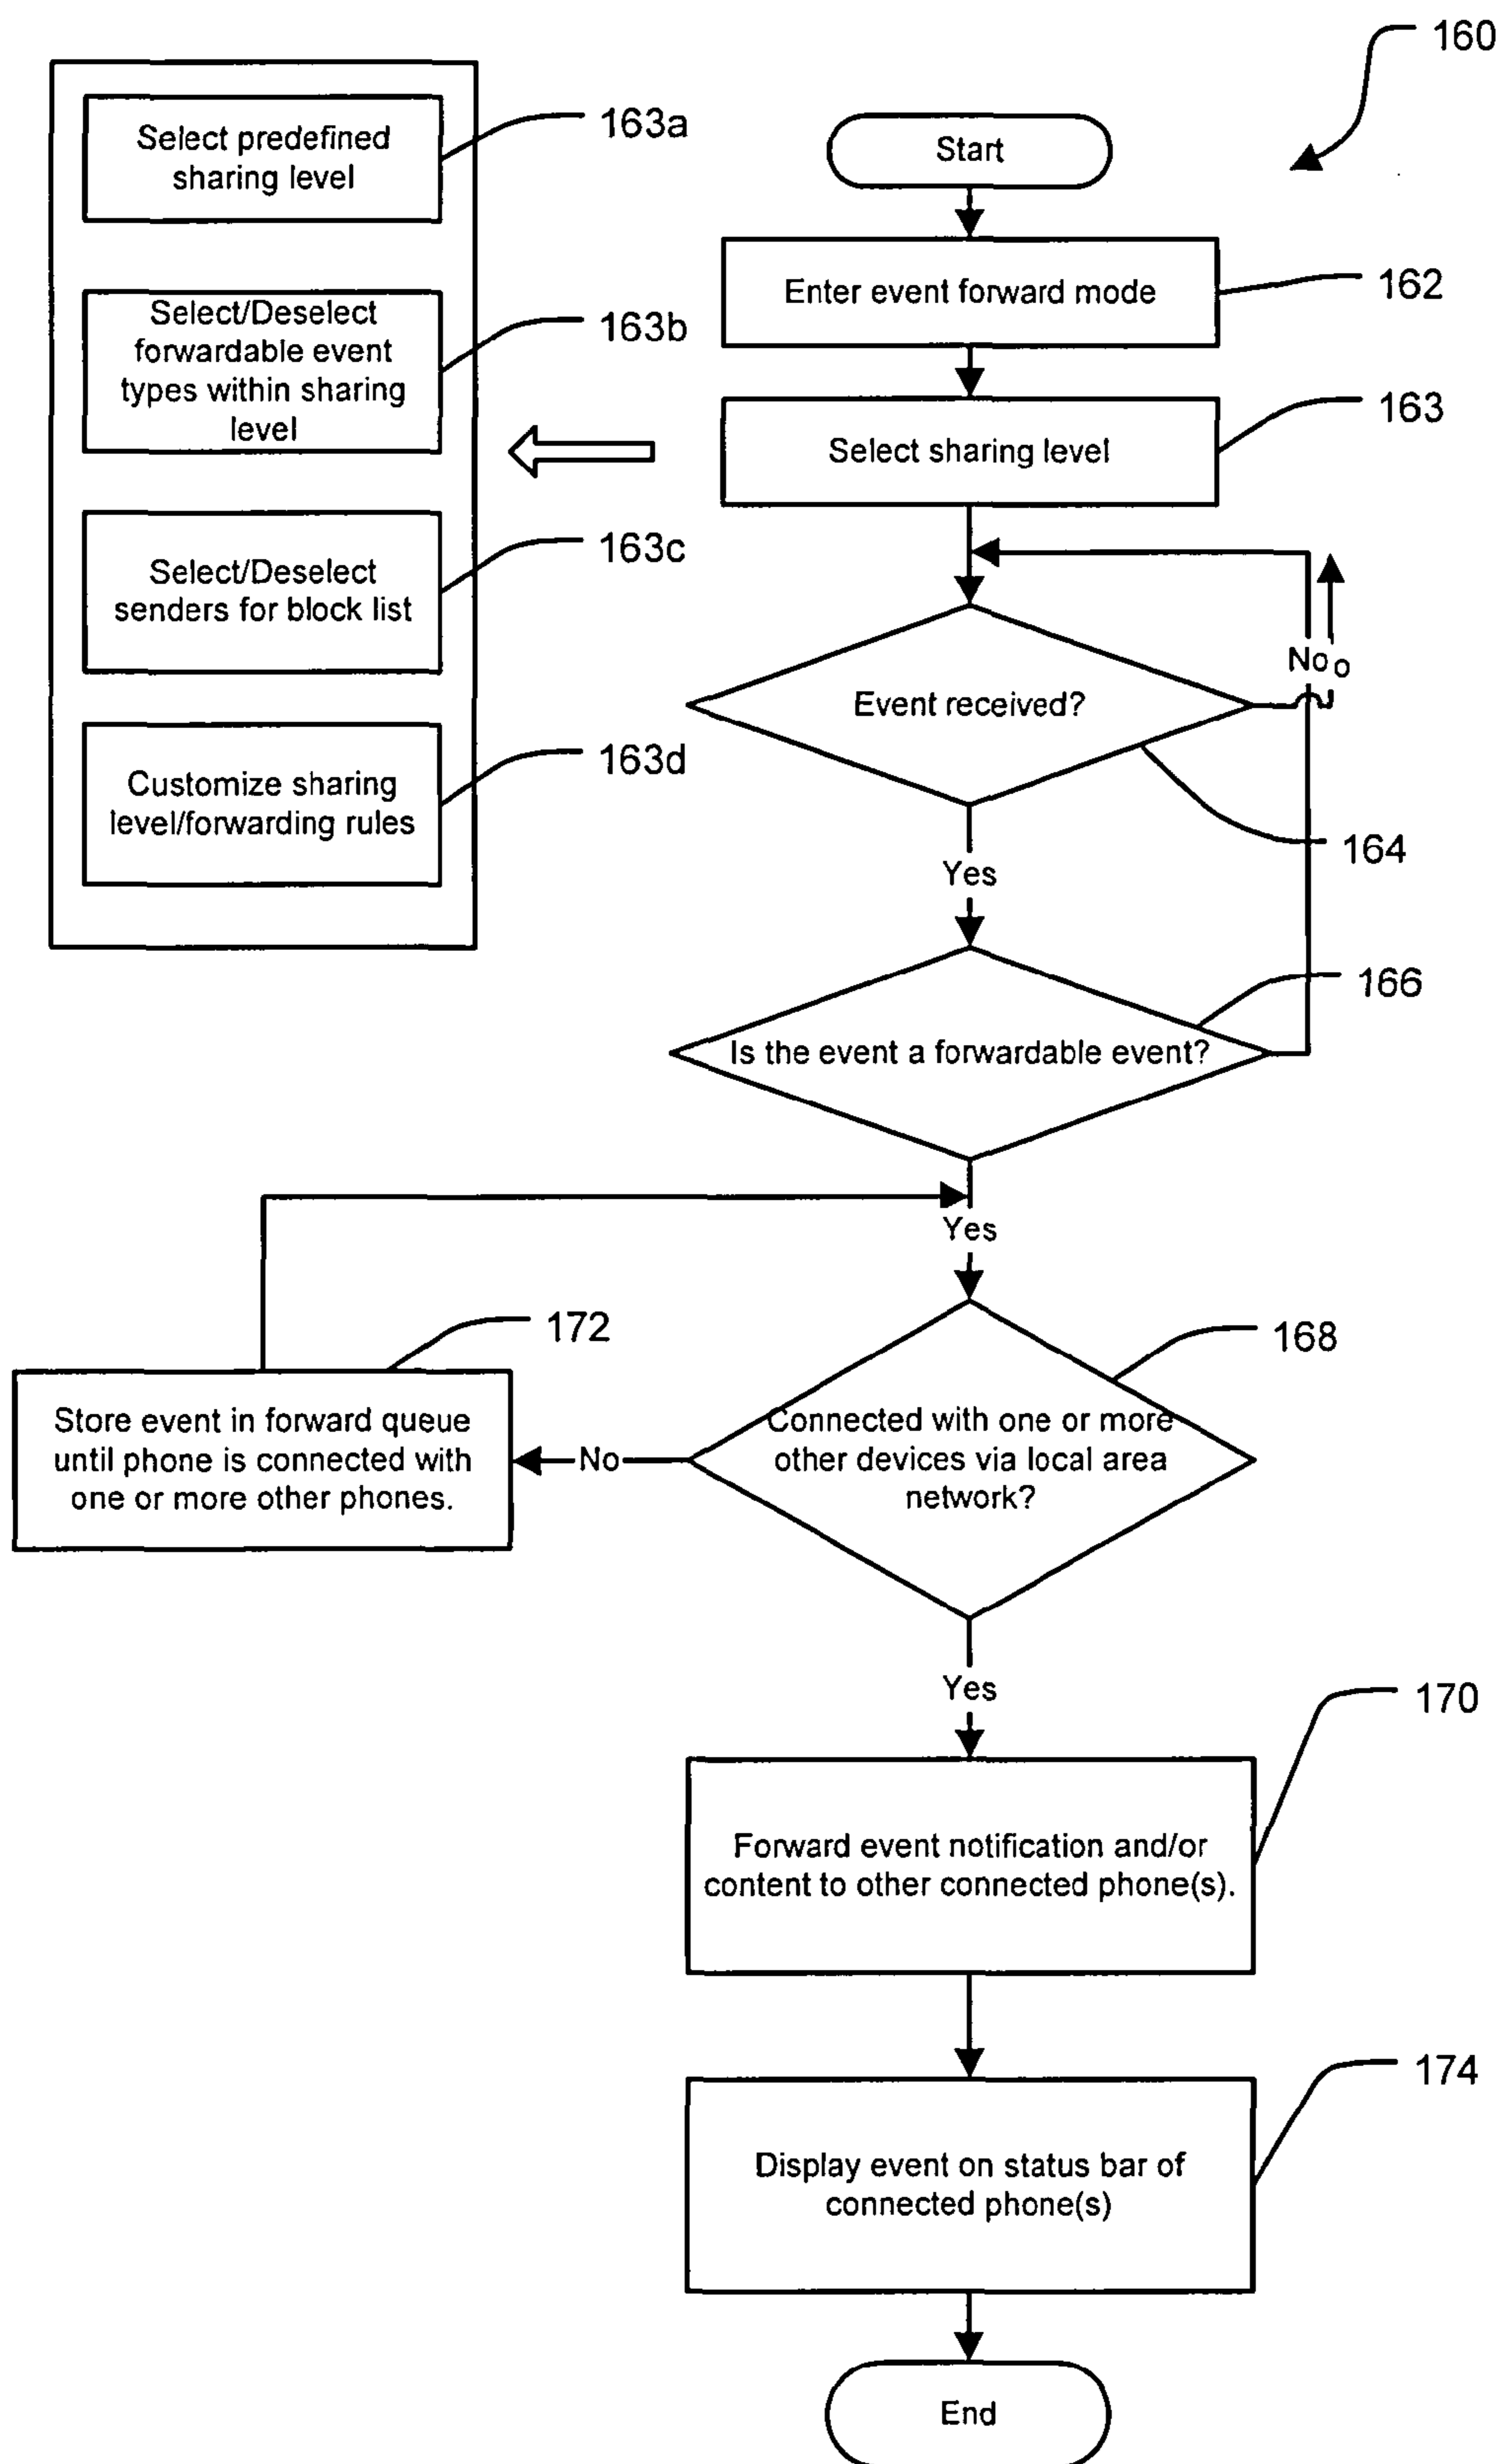 160
Select predefined
sharing level
163a
Start
Enter event forward mode
162
Select/Deselect
forwardable event
types within sharing
level
163b
Select sharing level
163
Select/Deselect
senders for block list
163c
No
o
Event received?
Customize sharing
level/forwarding rules
163d
164
Yes
166
Is the event a forwardable event?
Yes
172
168
Store event in forward queue
until phone is connected with
one or more other phones.
No
Connected with one or more
other devices via local area
network?
Yes
170
Forward event notification and/or
content to other connected phone(s).
174
Display event on status bar of
connected phone(s)
End